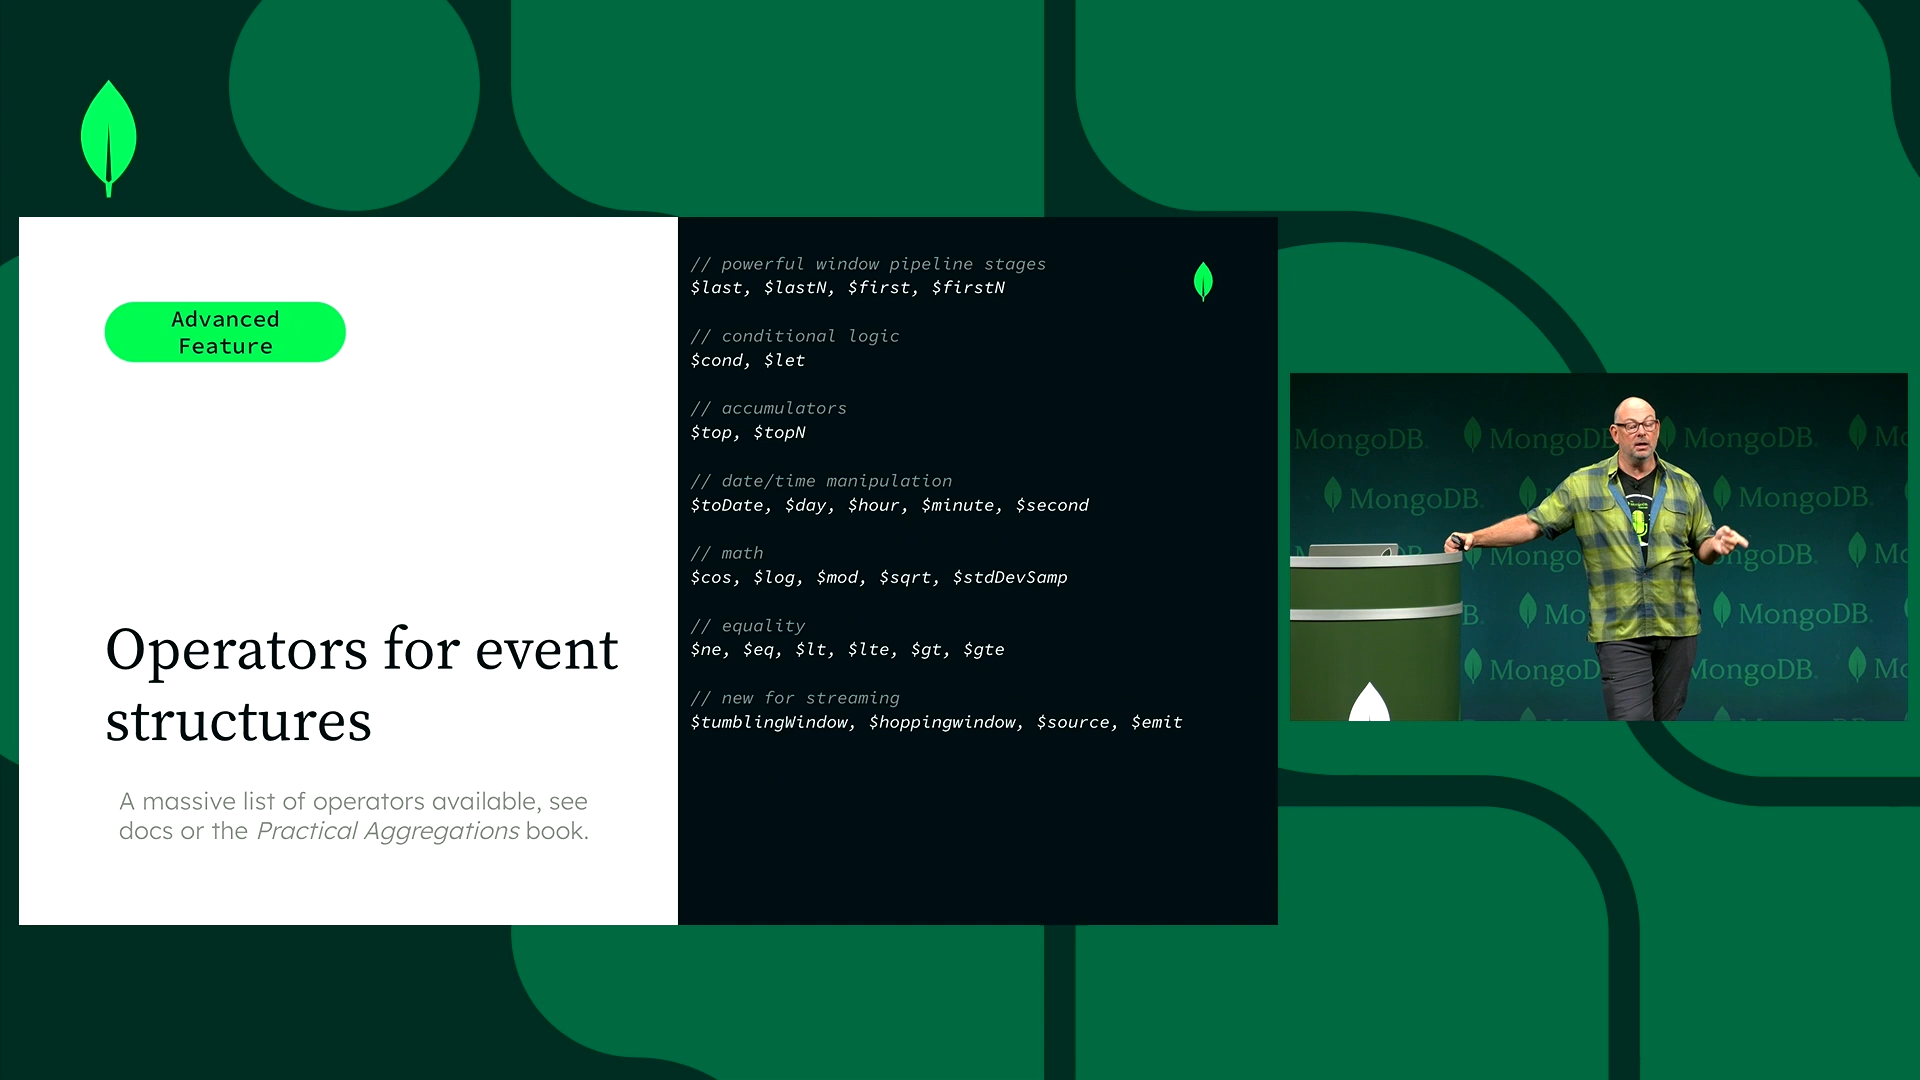 Advanced
Feature
Operators for event
structures
A massive list of operators available, see
docs or the Practical Aggregations book.
// powerful window pipeline stages
$last, $lastN, $first, $firstN
// conditional logic
$cond, $let
// accumulators
$top, $topN
// date/time manipulation
$toDate, $day, $hour, $minute, $second
// math
$cos, $log, $mod, $sqrt, $stdDevSamp
// equality
$ne, $eq, $lt, $lte, $gt, $gte
// new for streaming
$tumblingWindow, $hoppingwindow, $source, $emit
MongoDB. MongoDB MongoDB.
MongoDB. MongoDB.
MongoDB.
MongoDB.
MongoDB.